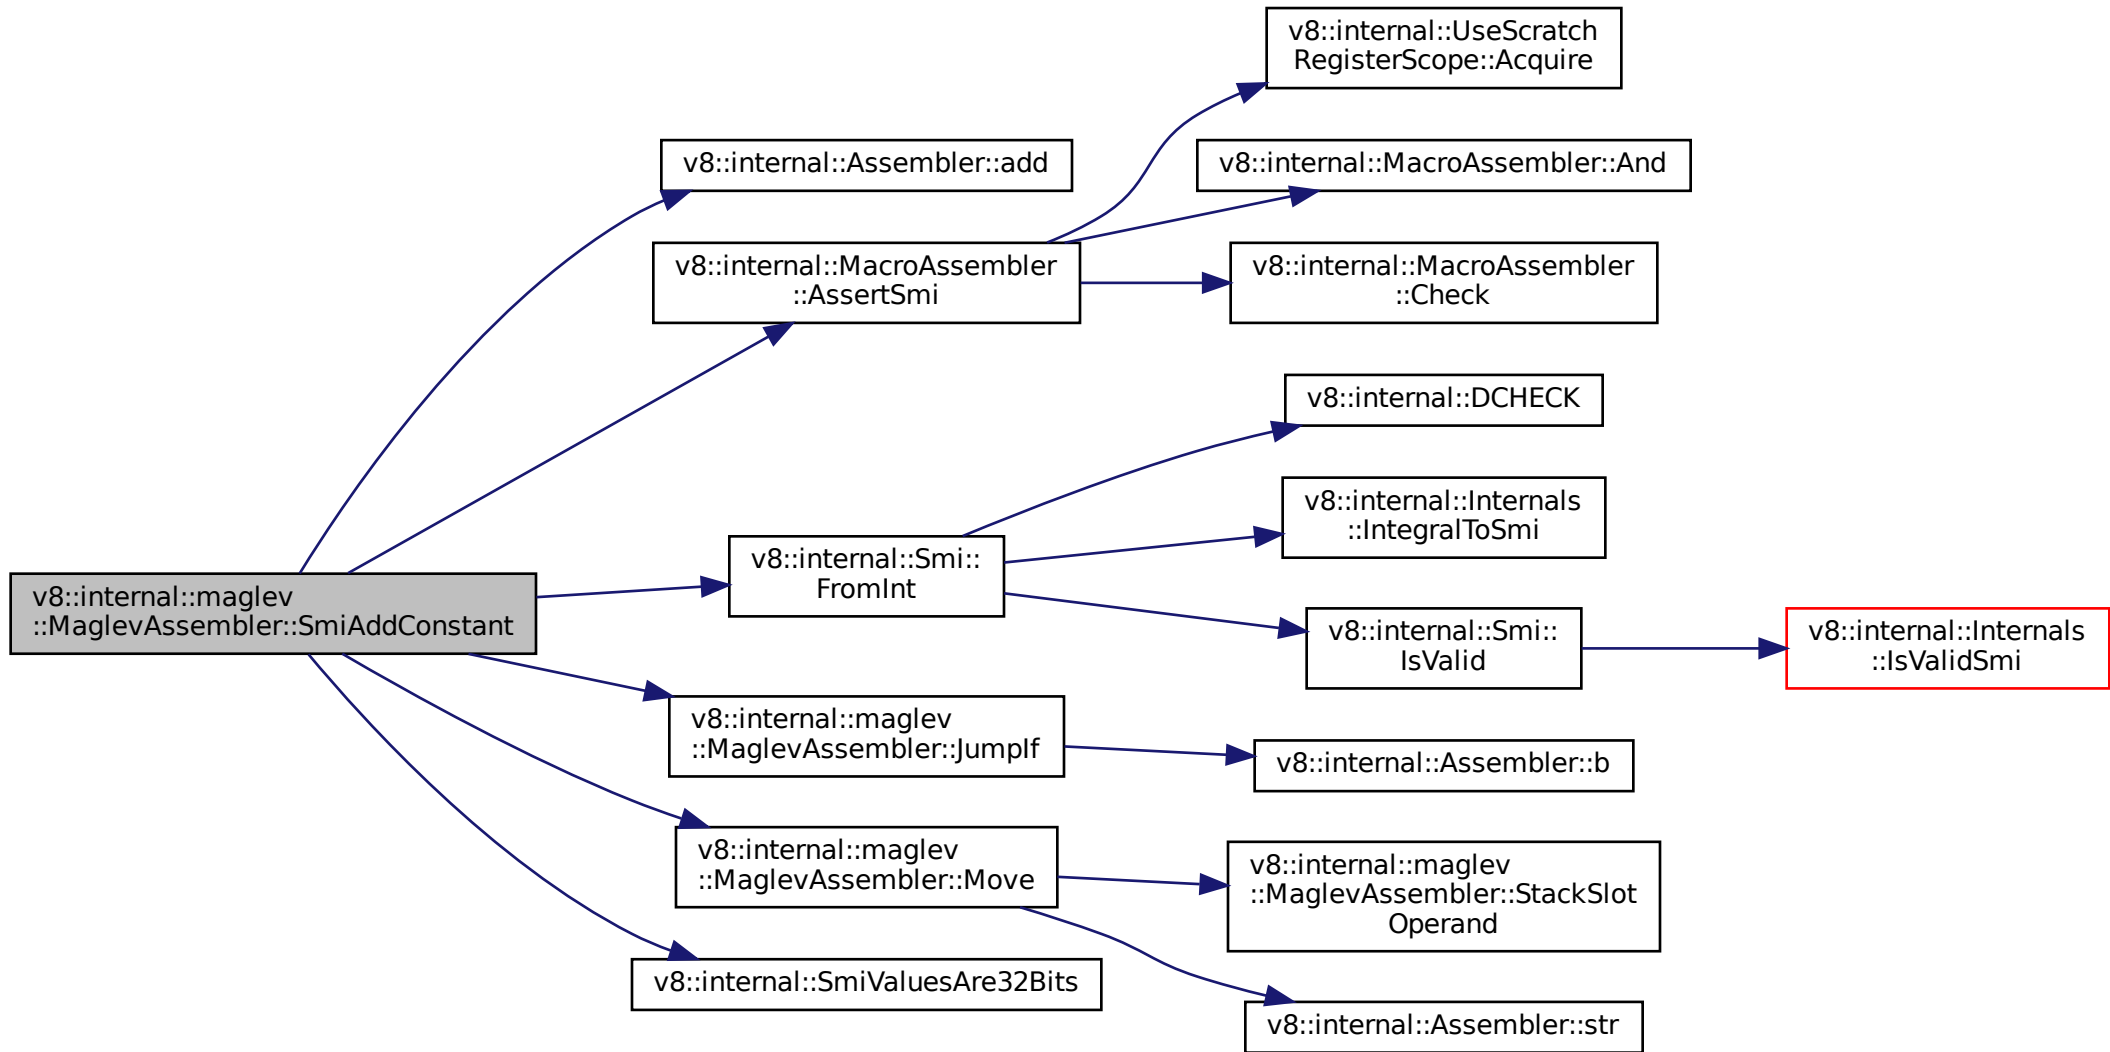 v8::internal::UseScratch
RegisterScope::Acquire
v8::internal::Assembler::add
v8::internal::MacroAssembler::And
v8::internal::MacroAssembler
::AssertSmi
v8::internal::MacroAssembler
::Check
v8::internal::DCHECK
v8::internal::Internals
::IntegralToSmi
v8::internal::Smi::
FromInt
v8::internal::maglev
::MaglevAssembler::SmiAddConstant
v8::internal::Smi::
IsValid
v8::internal::Internals
::IsValidSmi
v8::internal::maglev
::MaglevAssembler::JumpIf
v8::internal::Assembler::b
v8::internal::maglev
::MaglevAssembler::Move
v8::internal::maglev
::MaglevAssembler::StackSlot
Operand
v8::internal::SmiValuesAre32Bits
v8::internal::Assembler::str